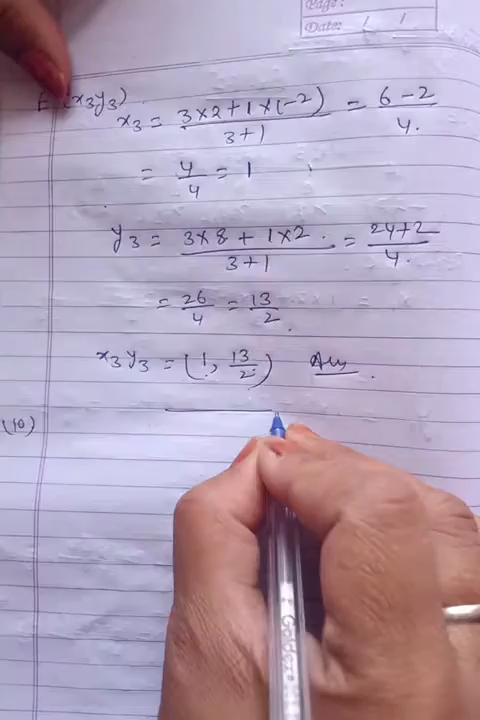 Page:
Date: / /
E (x₃y₃)
x₃ = (3×2+1×(-2))/(3+1) = (6-2)/4.
= 4/4 = 1
y₃ = (3×8 + 1×2.)/(3+1) = (24+2)/4.
= 26/4 = 13/2.
x₃y₃ = (1, 13/2) Ans.
(10)